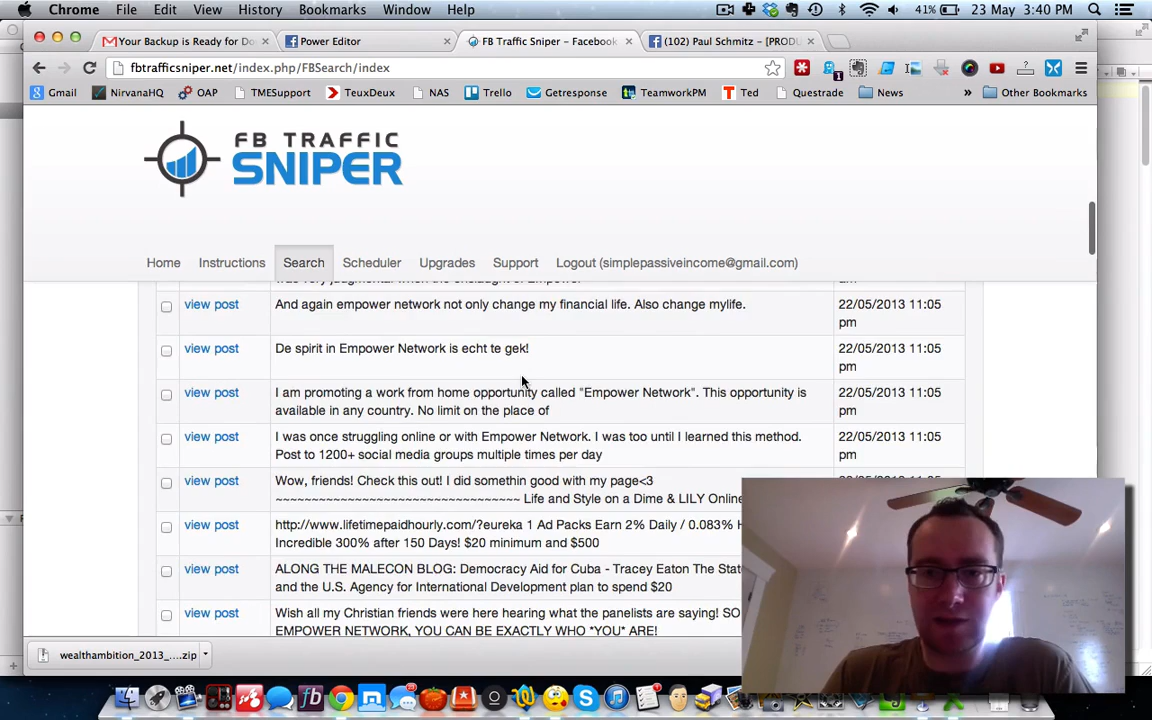 Chrome File Edit View History Bookmarks Window Help 41% 23 May 3:40 PM
Your Backup is Ready for Do
Power Editor
FB Traffic Sniper – Facebook
(102) Paul Schmitz – [PRODU
fbtrafficsniper.net/index.php/FBSearch/index
Gmail NirvanaHQ OAP TMESupport TeuxDeux NAS Trello Getresponse TeamworkPM Ted Questrade News » Other Bookmarks
FB TRAFFIC
SNIPER
Home Instructions Search Scheduler Upgrades Support Logout (simplepassiveincome@gmail.com)
view post And again empower network not only change my financial life. Also change mylife. 22/05/2013 11:05
pm
view post De spirit in Empower Network is echt te gek! 22/05/2013 11:05
pm
view post I am promoting a work from home opportunity called "Empower Network". This opportunity is 22/05/2013 11:05
available in any country. No limit on the place of pm
view post I was once struggling online or with Empower Network. I was too until I learned this method. 22/05/2013 11:05
Post to 1200+ social media groups multiple times per day pm
view post Wow, friends! Check this out! I did somethin good with my page<3
~~~~~~~~~~~~~~~~~~~~~~~~~~~~~~~~~~ Life and Style on a Dime & LILY Online
view post http://www.lifetimepaidhourly.com/?eureka 1 Ad Packs Earn 2% Daily / 0.083% H
Incredible 300% after 150 Days! $20 minimum and $500
view post ALONG THE MALECON BLOG: Democracy Aid for Cuba - Tracey Eaton The Stat
and the U.S. Agency for International Development plan to spend $20
view post Wish all my Christian friends were here hearing what the panelists are saying! SO
EMPOWER NETWORK, YOU CAN BE EXACTLY WHO *YOU* ARE!
wealthambition_2013_....zip